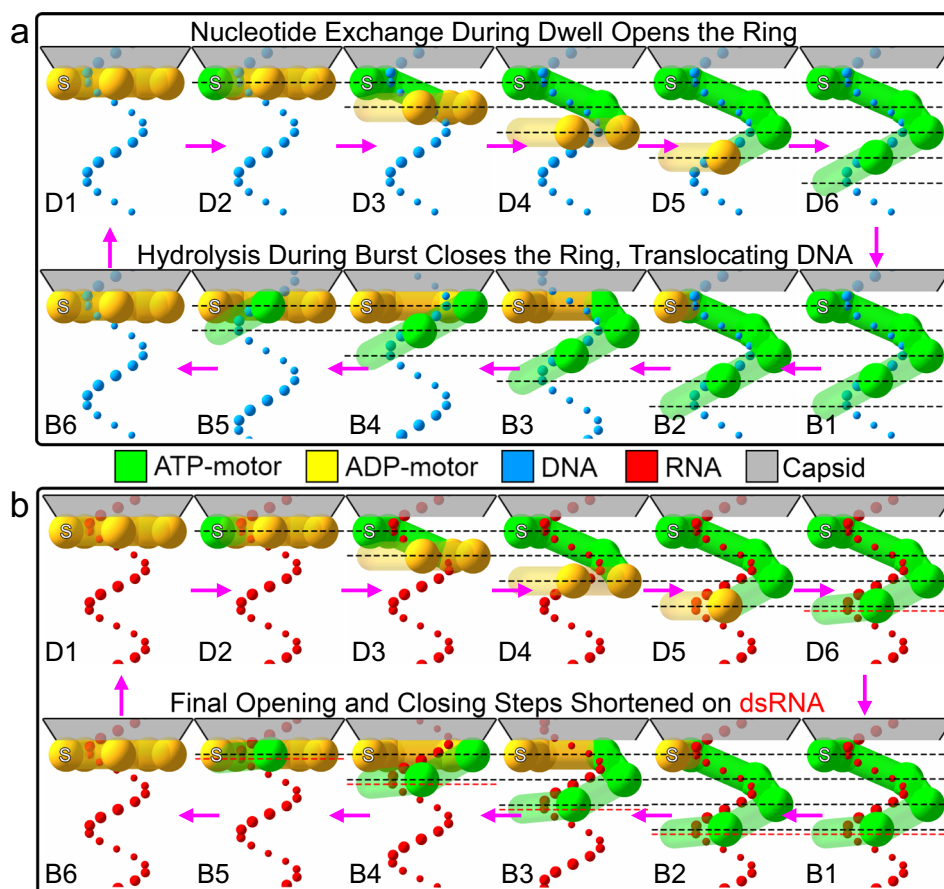 a
Nucleotide Exchange During Dwell Opens the Ring
S S S S S S
D1 D2 D3 D4 D5 D6
Hydrolysis During Burst Closes the Ring, Translocating DNA
S S S S S S
B6 B5 B4 B3 B2 B1
ATP-motor ADP-motor DNA RNA Capsid
b
S S S S S S
D1 D2 D3 D4 D5 D6
Final Opening and Closing Steps Shortened on dsRNA
S S S S S S
B6 B5 B4 B3 B2 B1